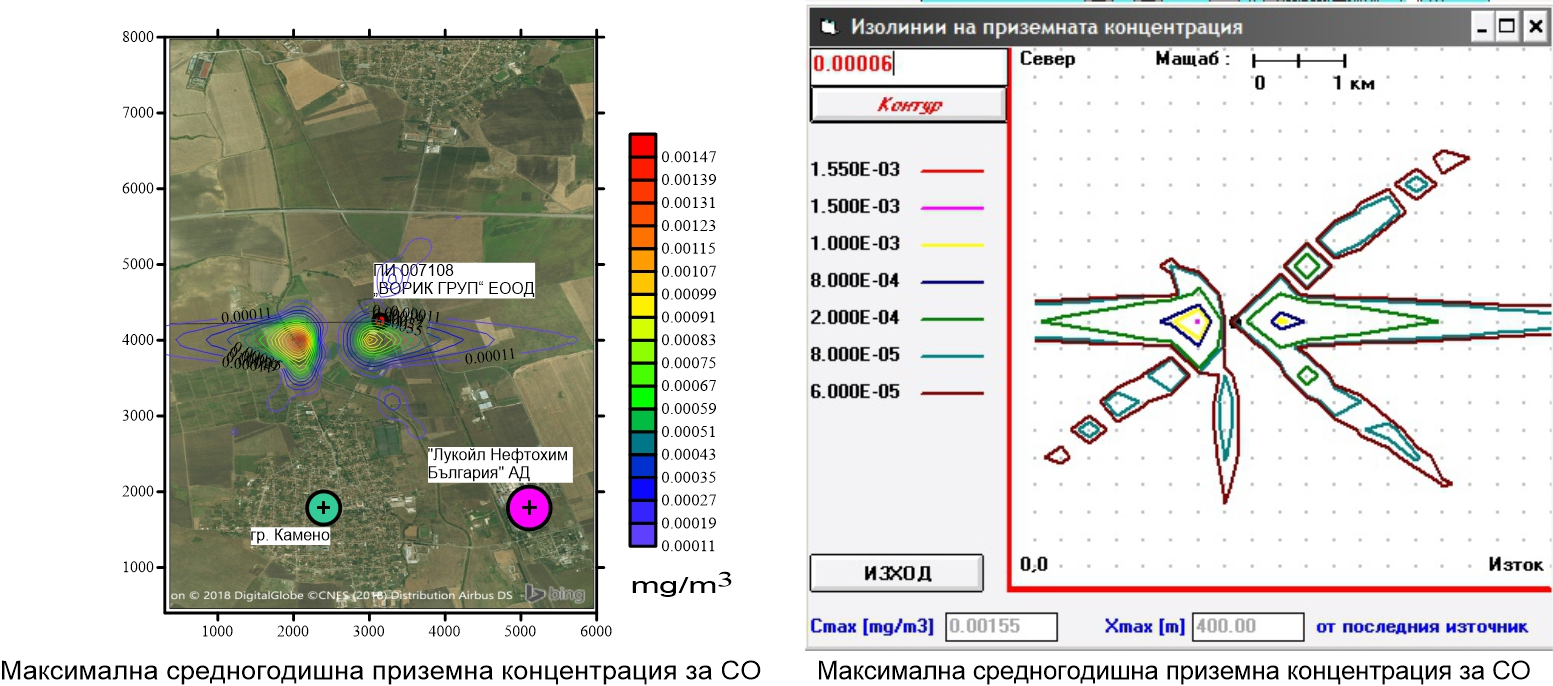 8000
7000
6000
5000
4000
3000
2000
1000
1000 2000 3000 4000 5000 6000
ПИ 007108
„ВОРИК ГРУП“ ЕООД
0.00011
0.00011
0.00011
"Лукойл Нефтохим
България" АД
гр. Камено
on © 2018 DigitalGlobe ©CNES (2018) Distribution Airbus DS
bing
0.00147
0.00139
0.00131
0.00123
0.00115
0.00107
0.00099
0.00091
0.00083
0.00075
0.00067
0.00059
0.00051
0.00043
0.00035
0.00027
0.00019
0.00011
mg/m3
Максимална средногодишна приземна концентрация за CO
Изолинии на приземната концентрация
0.00006
Контур
1.550E-03
1.500E-03
1.000E-03
8.000E-04
2.000E-04
8.000E-05
6.000E-05
ИЗХОД
Север
Мащаб :
0 1 км
0,0
Изток
Cmax [mg/m3] 0.00155 Xmax [m] 400.00 от последния източник
Максимална средногодишна приземна концентрация за CO